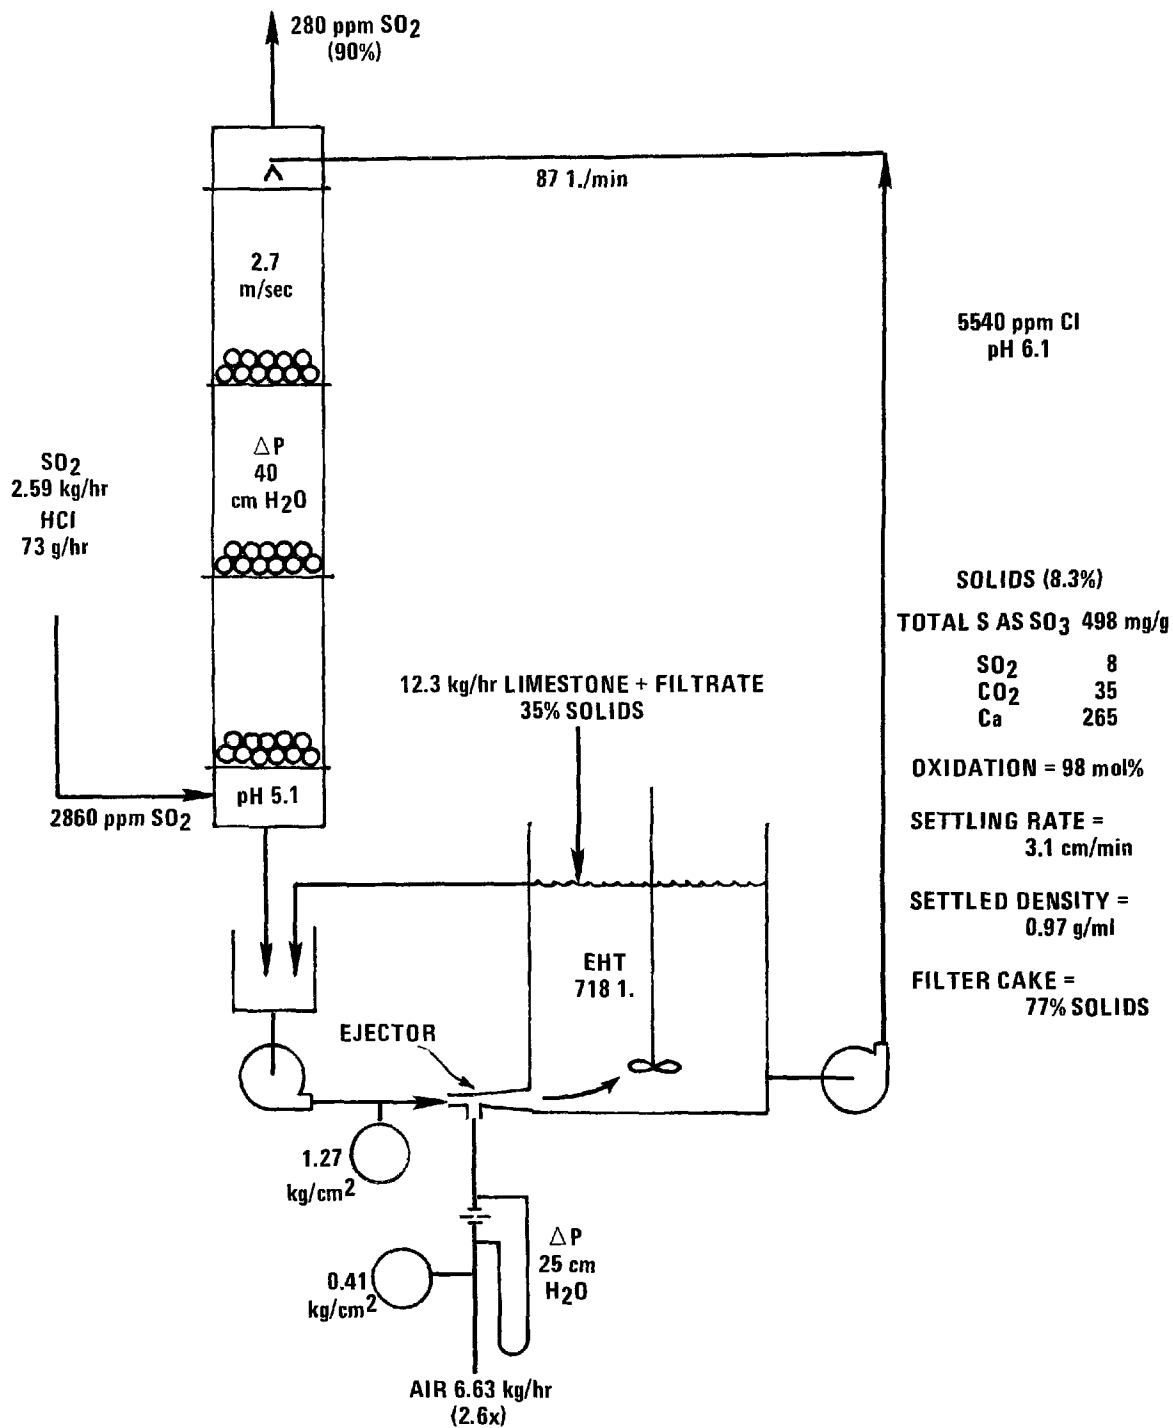 280 ppm SO2
(90%)
87 1./min
2.7
m/sec
5540 ppm Cl
pH 6.1
△P
40
cm H2O
SO2
2.59 kg/hr
HCl
73 g/hr
SOLIDS (8.3%)
TOTAL S AS SO3 498 mg/g
SO2 8
CO2 35
Ca 265
12.3 kg/hr LIMESTONE + FILTRATE
35% SOLIDS
OXIDATION = 98 mol%
pH 5.1
2860 ppm SO2
SETTLING RATE =
3.1 cm/min
SETTLED DENSITY =
0.97 g/ml
EHT
718 1.
FILTER CAKE =
77% SOLIDS
EJECTOR
1.27
kg/cm2
△P
25 cm
H2O
0.41
kg/cm2
AIR 6.63 kg/hr
(2.6x)